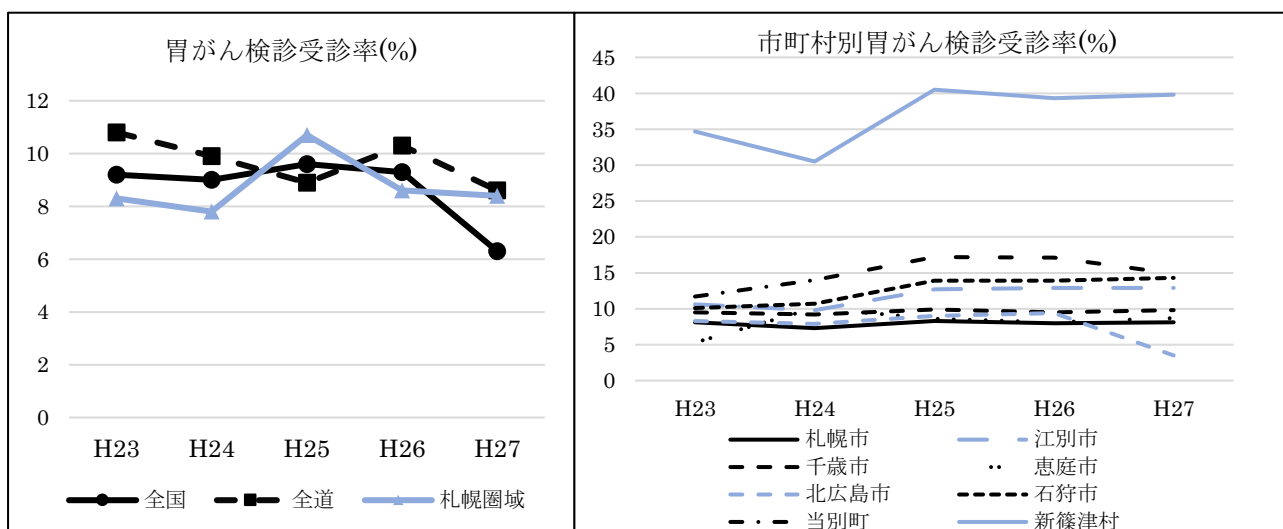 胃がん検診受診率(%)
12
10
8
6
4
2
0
H23 H24 H25 H26 H27
全国 全道 札幌圏域
市町村別胃がん検診受診率(%)
45
40
35
30
25
20
15
10
5
0
H23 H24 H25 H26 H27
札幌市 江別市
千歳市 恵庭市
北広島市 石狩市
当別町 新篠津村